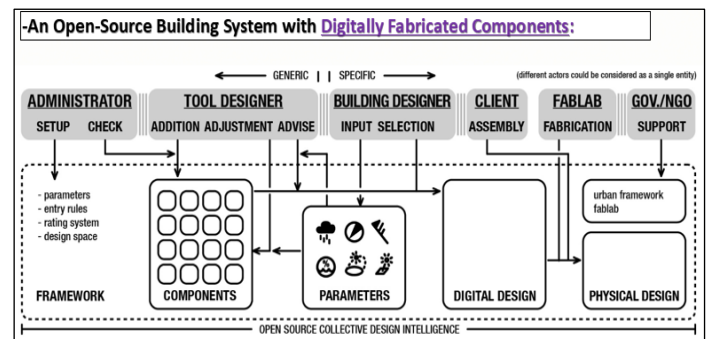 -An Open-Source Building System with Digitally Fabricated Components:
GENERIC | | SPECIFIC
(different actors could be considered as a single entity)
ADMINISTRATOR TOOL DESIGNER BUILDING DESIGNER CLIENT FABLAB GOV./NGO
SETUP CHECK ADDITION ADJUSTMENT ADVISE INPUT SELECTION ASSEMBLY FABRICATION SUPPORT
- parameters
- entry rules
- rating system
- design space
urban framework
fablab
%
FRAMEWORK COMPONENTS PARAMETERS DIGITAL DESIGN PHYSICAL DESIGN
OPEN SOURCE COLLECTIVE DESIGN INTELLIGENCE